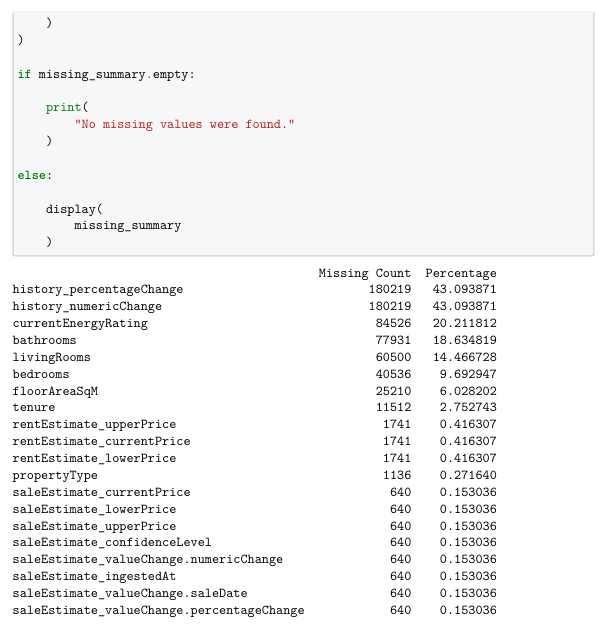 )
)
if missing_summary.empty:
    print(
        "No missing values were found."
    )
else:
    display(
        missing_summary
    )
Missing Count  Percentage
history_percentageChange 180219 43.093871
history_numericChange 180219 43.093871
currentEnergyRating 84526 20.211812
bathrooms 77931 18.634819
livingRooms 60500 14.466728
bedrooms 40536 9.692947
floorAreaSqM 25210 6.028202
tenure 11512 2.752743
rentEstimate_upperPrice 1741 0.416307
rentEstimate_currentPrice 1741 0.416307
rentEstimate_lowerPrice 1741 0.416307
propertyType 1136 0.271640
saleEstimate_currentPrice 640 0.153036
saleEstimate_lowerPrice 640 0.153036
saleEstimate_upperPrice 640 0.153036
saleEstimate_confidenceLevel 640 0.153036
saleEstimate_valueChange.numericChange 640 0.153036
saleEstimate_ingestedAt 640 0.153036
saleEstimate_valueChange.saleDate 640 0.153036
saleEstimate_valueChange.percentageChange 640 0.153036